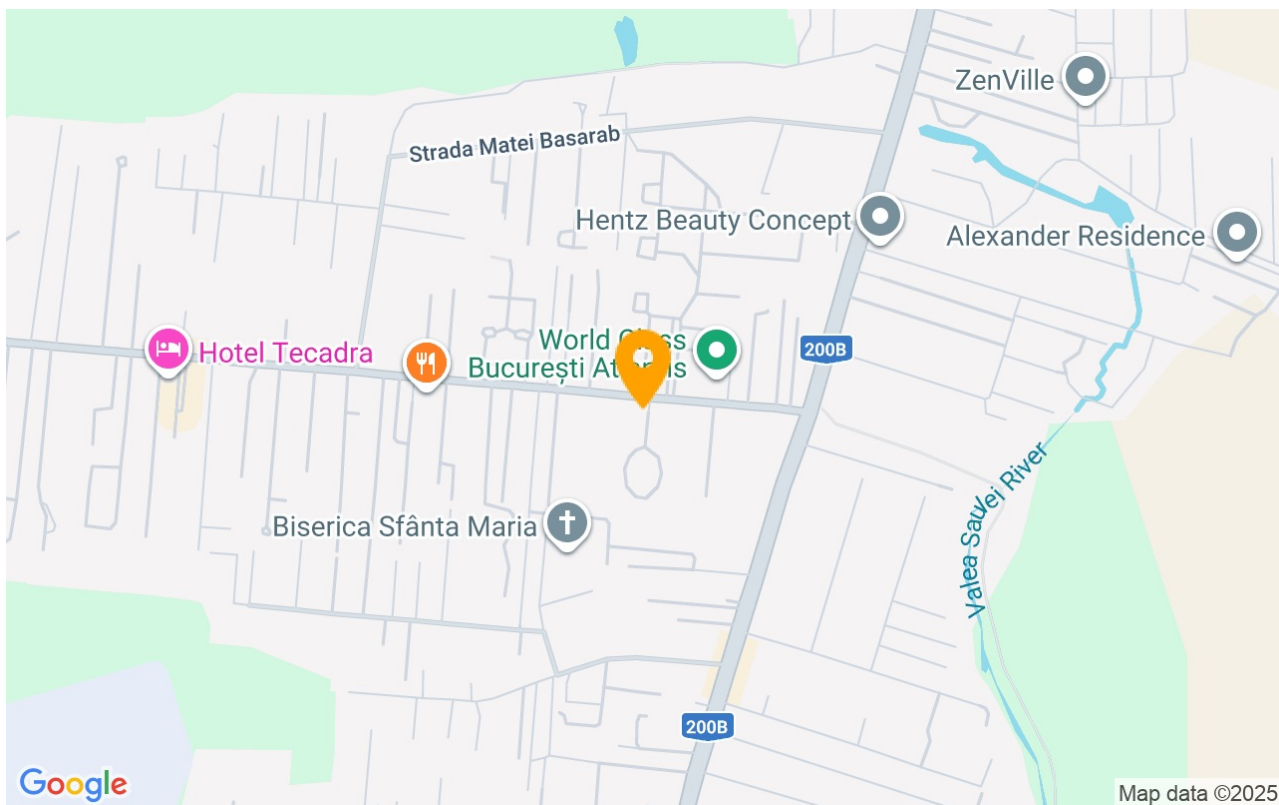 ZenVille
Strada Matei Basarab
Hentz Beauty Concept
Alexander Residence
World
București
200B
Hotel Tecadra
Valea Saulei River
Biserica Sfânta Maria
200B
Google
Map data ©2025